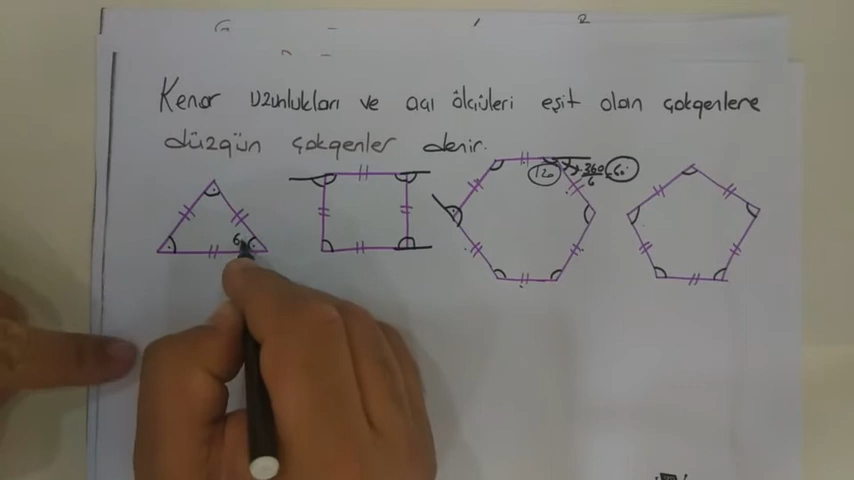 Kenar uzunlukları ve açı ölçüleri eşit olan çokgenlere
düzgün çokgenler denir.
120
360/6 = 60
6